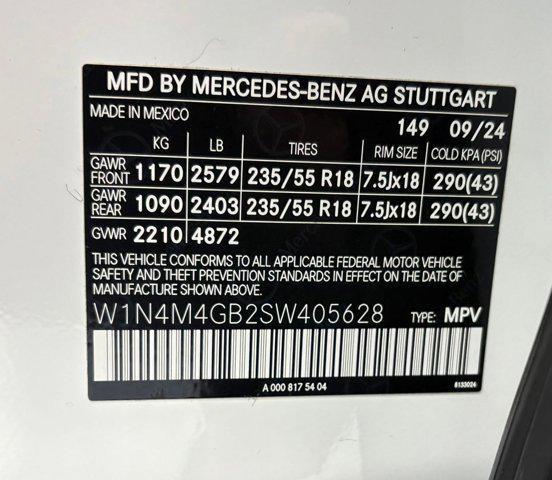 MFD BY MERCEDES-BENZ AG STUTTGART
MADE IN MEXICO 149 09/24
KG LB TIRES RIM SIZE COLD KPA (PSI)
GAWR FRONT 1170 2579 235/55 R18 7.5Jx18 290(43)
GAWR REAR 1090 2403 235/55 R18 7.5Jx18 290(43)
GVWR 2210 4872
THIS VEHICLE CONFORMS TO ALL APPLICABLE FEDERAL MOTOR VEHICLE
SAFETY AND THEFT PREVENTION STANDARDS IN EFFECT ON THE DATE
OF MANUFACTURE SHOWN ABOVE.
W1N4M4GB2SW405628 TYPE: MPV
A 000 817 54 04 8133024